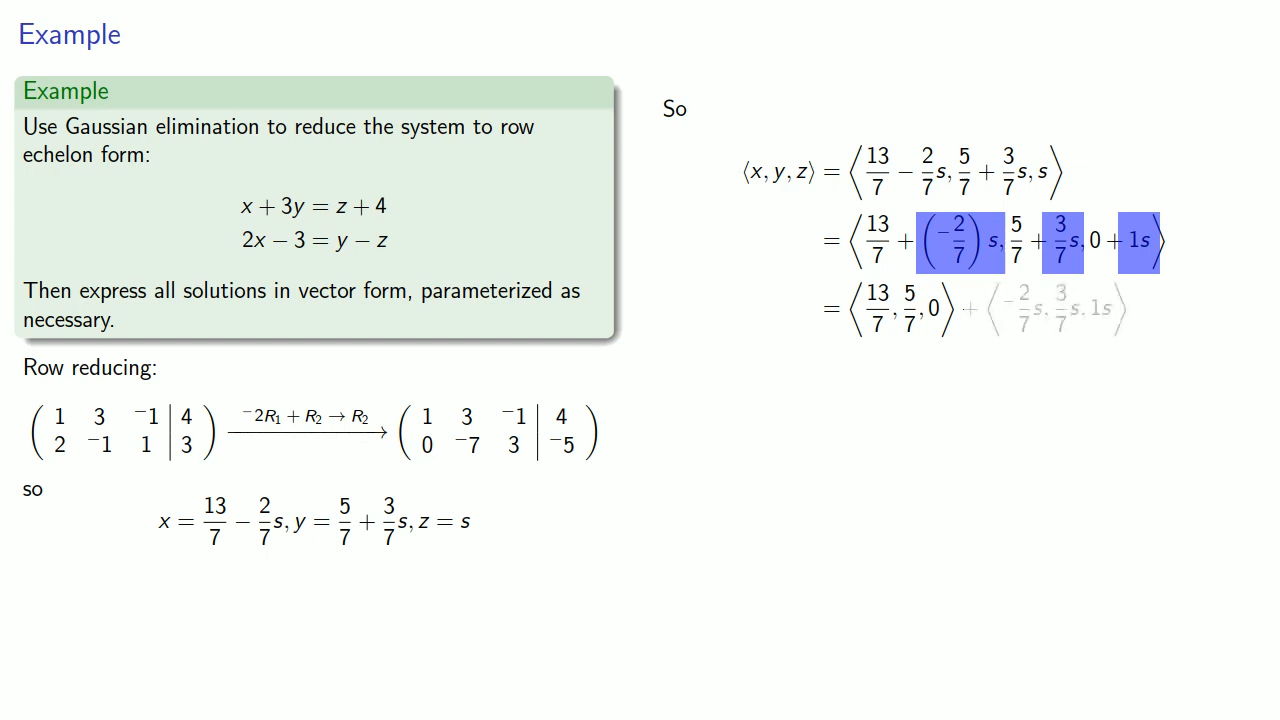 Example
Example
Use Gaussian elimination to reduce the system to row
echelon form:
x + 3y = z + 4
2x − 3 = y − z
Then express all solutions in vector form, parameterized as
necessary.
Row reducing:
( 1 3 ⁻1 | 4 ) ⁻2R₁ + R₂ → R₂ ( 1 3 ⁻1 | 4 )
( 2 ⁻1 1 | 3 ) ( 0 ⁻7 3 | ⁻5 )
so
x = 13/7 − 2/7 s, y = 5/7 + 3/7 s, z = s
So
⟨x, y, z⟩ = ⟨13/7 − 2/7 s, 5/7 + 3/7 s, s⟩
= ⟨13/7 + (⁻2/7) s, 5/7 + 3/7 s, 0 + 1s⟩
= ⟨13/7, 5/7, 0⟩ + ⟨⁻2/7 s, 3/7 s, 1s⟩